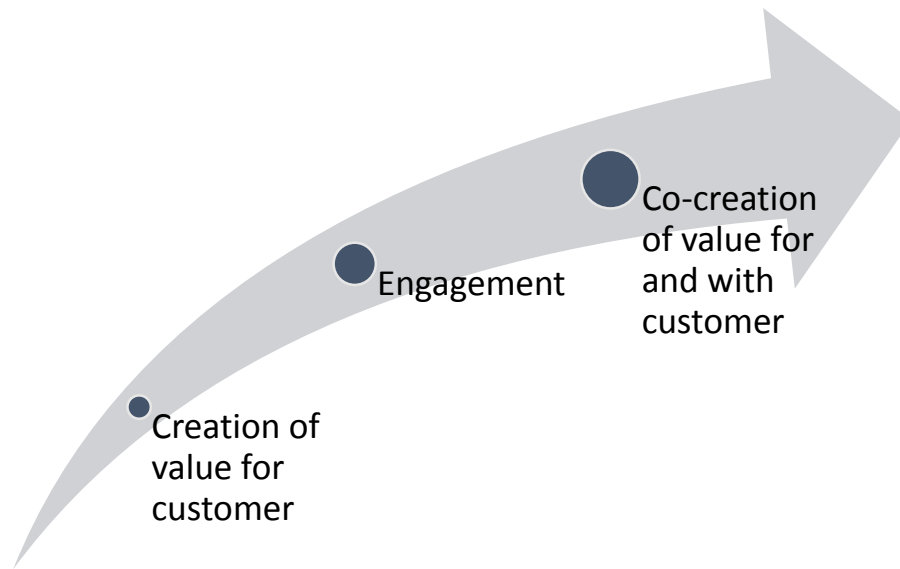 Co-creation
of value for
and with
customer
Engagement
Creation of
value for
customer